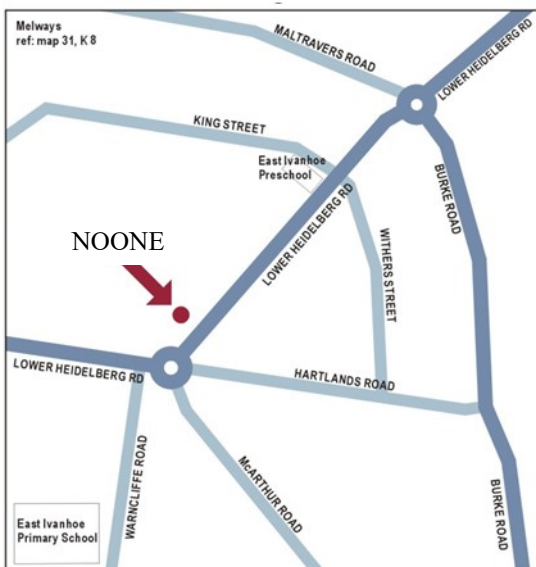 Melways
ref: map 31, K 8
MALTRAVERS ROAD
LOWER HEIDELBERG RD
KING STREET
East Ivanhoe
Preschool
BURKE ROAD
LOWER HEIDELBERG RD
WITHERS STREET
NOONE
LOWER HEIDELBERG RD
HARTLANDS ROAD
WARNCLIFFE ROAD
McARTHUR ROAD
BURKE ROAD
East Ivanhoe
Primary School